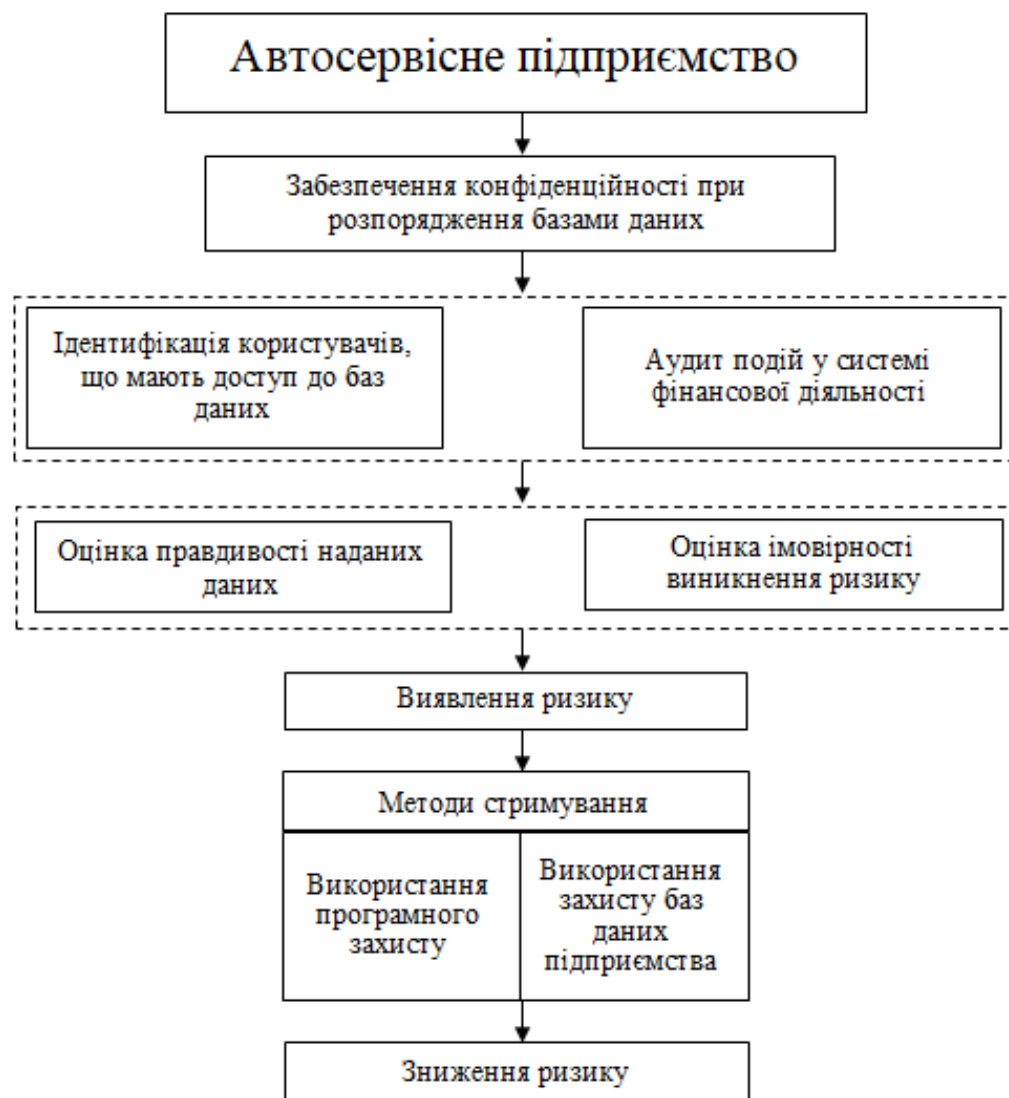 Автосервісне підприємство
Забезпечення конфіденційності при
розпорядження базами даних
Ідентифікація користувачів,
що мають доступ до баз
даних
Аудит подій у системі
фінансової діяльності
Оцінка правдивості наданих
даних
Оцінка імовірності
виникнення ризику
Виявлення ризику
Методи стримування
Використання
програмного
захисту
Використання
захисту баз
даних
підприємства
Зниження ризику